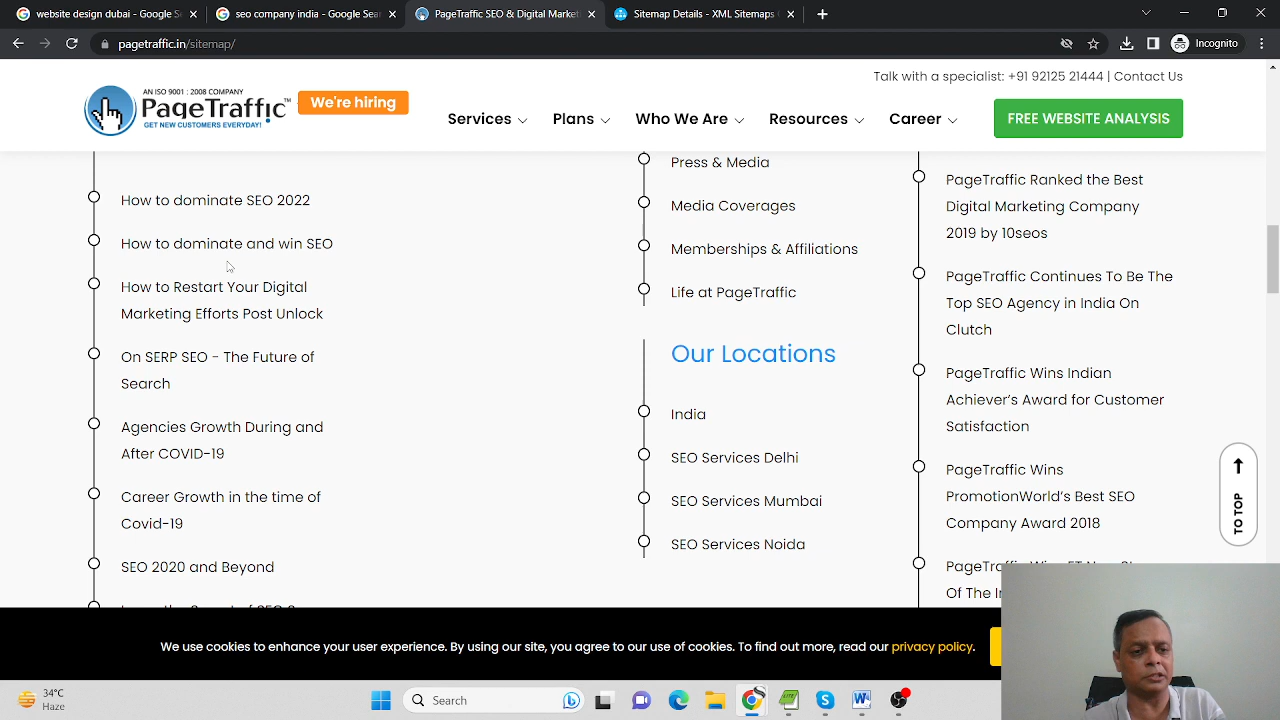 website design dubai - Google Se
seo company india - Google Sear
PageTraffic SEO & Digital Marketi
Sitemap Details - XML Sitemaps G
pagetraffic.in/sitemap/
Incognito
Talk with a specialist: +91 92125 21444 | Contact Us
AN ISO 9001 : 2008 COMPANY
PageTraffic™
GET NEW CUSTOMERS EVERYDAY!
We're hiring
Services
Plans
Who We Are
Resources
Career
FREE WEBSITE ANALYSIS
How to dominate SEO 2022
How to dominate and win SEO
How to Restart Your Digital
Marketing Efforts Post Unlock
On SERP SEO - The Future of
Search
Agencies Growth During and
After COVID-19
Career Growth in the time of
Covid-19
SEO 2020 and Beyond
Press & Media
Media Coverages
Memberships & Affiliations
Life at PageTraffic
Our Locations
India
SEO Services Delhi
SEO Services Mumbai
SEO Services Noida
PageTraffic Ranked the Best
Digital Marketing Company
2019 by 10seos
PageTraffic Continues To Be The
Top SEO Agency in India On
Clutch
PageTraffic Wins Indian
Achiever's Award for Customer
Satisfaction
PageTraffic Wins
PromotionWorld's Best SEO
Company Award 2018
Of The
TO TOP
We use cookies to enhance your user experience. By using our site, you agree to our use of cookies. To find out more, read our privacy policy.
34°C
Haze
Search